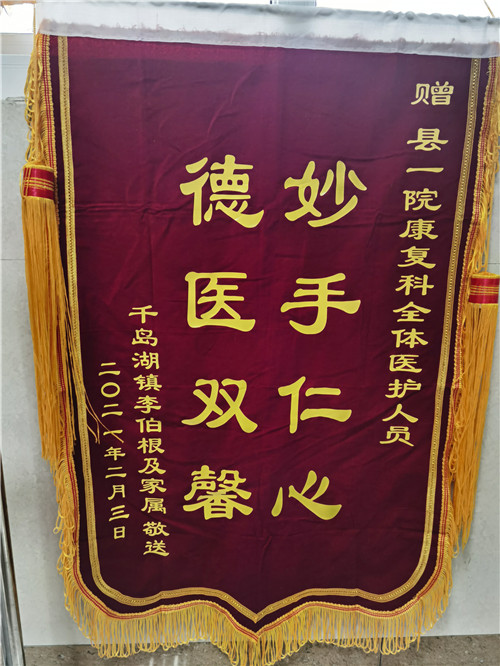 赠县一院康复科全体医护人员
妙手仁心
德医双馨
千岛湖镇李伯根及家属敬送
二〇二一年二月三日